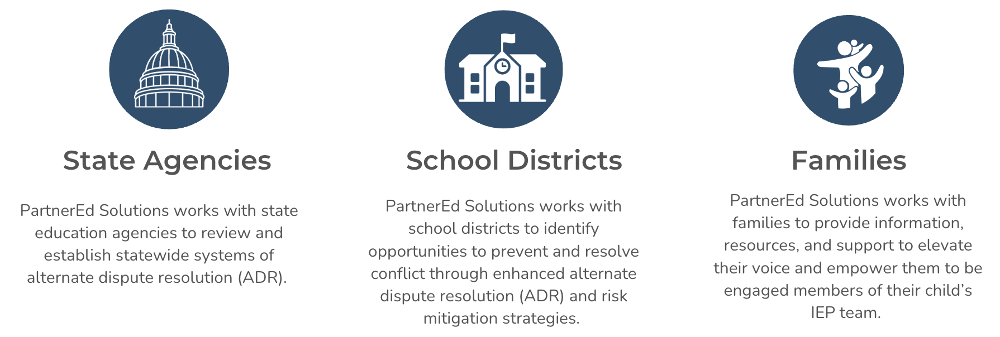 State Agencies
PartnerEd Solutions works with state
education agencies to review and
establish statewide systems of
alternate dispute resolution (ADR).
School Districts
PartnerEd Solutions works with
school districts to identify
opportunities to prevent and resolve
conflict through enhanced alternate
dispute resolution (ADR) and risk
mitigation strategies.
Families
PartnerEd Solutions works with
families to provide information,
resources, and support to elevate
their voice and empower them to be
engaged members of their child’s
IEP team.